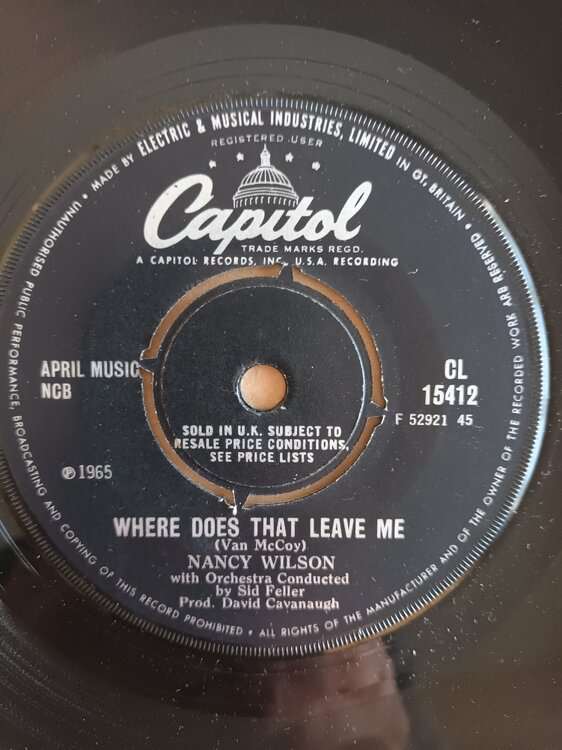 MADE BY ELECTRIC & MUSICAL INDUSTRIES, LIMITED IN GT. BRITAIN • ALL RIGHTS OF THE MANUFACTURER AND OF THE OWNER OF THE RECORDED WORK ARE RESERVED • UNAUTHORISED PUBLIC PERFORMANCE, BROADCASTING AND COPYING OF THIS RECORD PROHIBITED •
REGISTERED USER
Capitol
TRADE MARKS REGD.
A CAPITOL RECORDS, INC., U.S.A. RECORDING
APRIL MUSIC
NCB
CL
15412
F 52921 45
SOLD IN U.K. SUBJECT TO
RESALE PRICE CONDITIONS,
SEE PRICE LISTS
℗ 1965
WHERE DOES THAT LEAVE ME
(Van McCoy)
NANCY WILSON
with Orchestra Conducted
by Sid Feller
Prod. David Cavanaugh